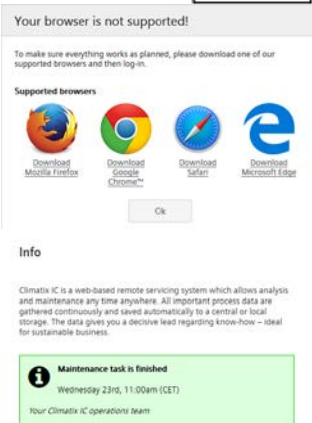 Your browser is not supported!
To make sure everything works as planned, please download one of our
supported browsers and then log-in.
Supported browsers
Download
Mozilla Firefox
Download
Google
Chrome™
Download
Safari
Download
Microsoft Edge
Ok
Info
Climatix IC is a web-based remote servicing system which allows analysis
and maintenance any time anywhere. All important process data are
gathered continuously and saved automatically to a central or local
storage. The data gives you a decisive lead regarding know-how – ideal
for sustainable business.
Maintenance task is finished
Wednesday 23rd, 11:00am (CET)
Your Climatix IC operations team